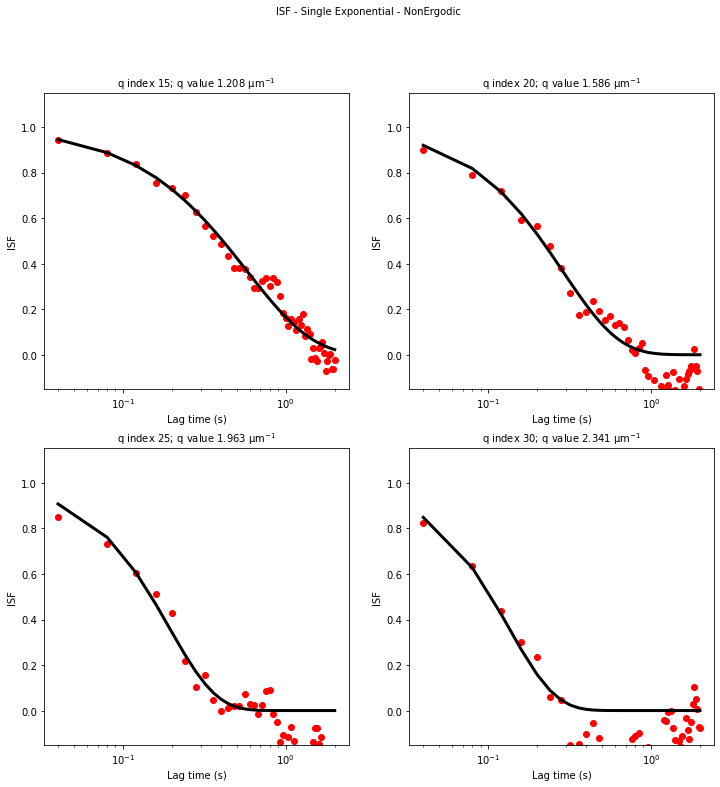 ISF - Single Exponential - NonErgodic
q index 15; q value 1.208 μm⁻¹
1.0
0.8
0.6
0.4
0.2
0.0
ISF
10⁻¹ 10⁰
Lag time (s)
q index 20; q value 1.586 μm⁻¹
1.0
0.8
0.6
0.4
0.2
0.0
ISF
10⁻¹ 10⁰
Lag time (s)
q index 25; q value 1.963 μm⁻¹
1.0
0.8
0.6
0.4
0.2
0.0
ISF
10⁻¹ 10⁰
Lag time (s)
q index 30; q value 2.341 μm⁻¹
1.0
0.8
0.6
0.4
0.2
0.0
ISF
10⁻¹ 10⁰
Lag time (s)